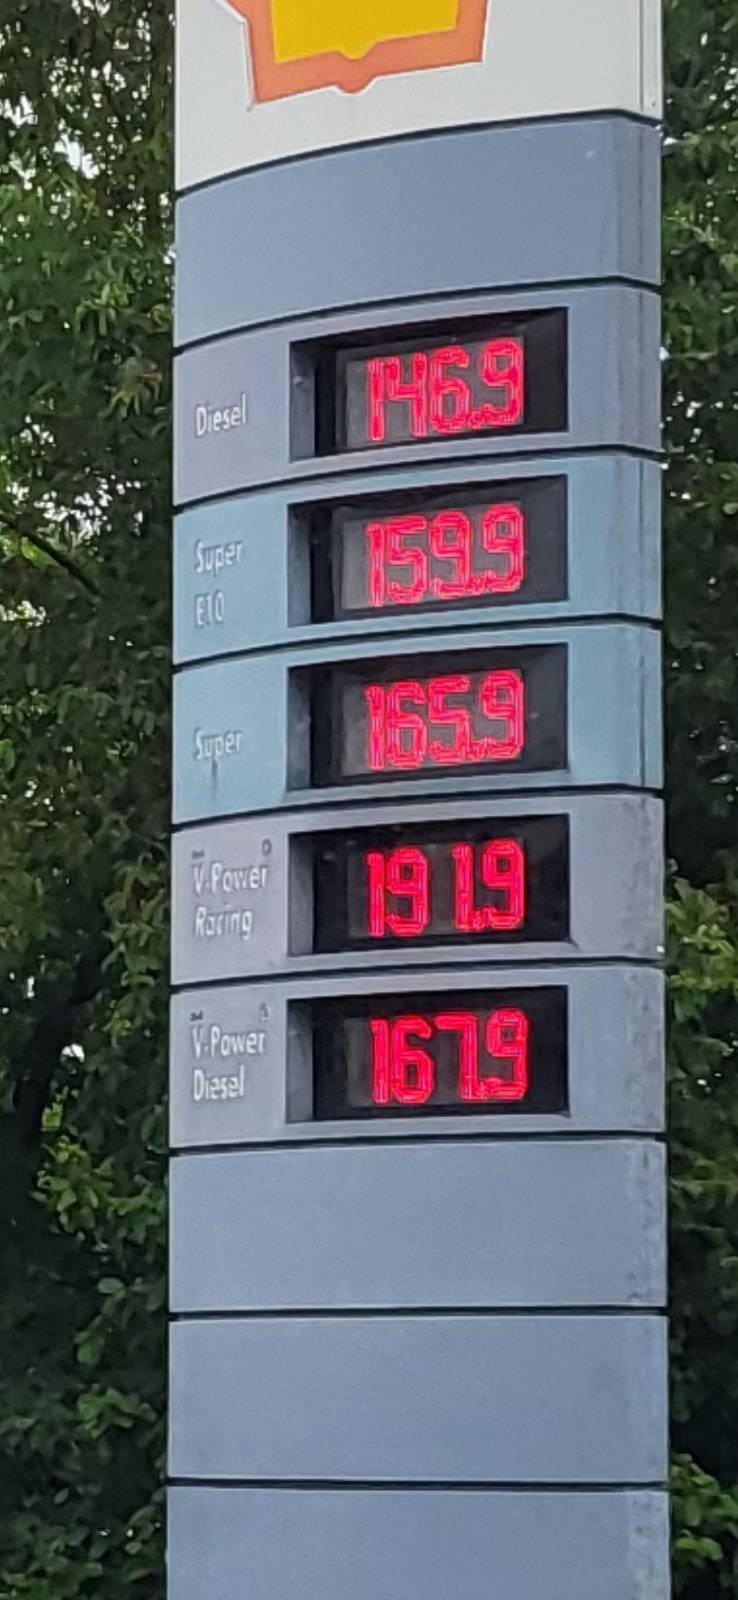 Diesel 146.9
Super
E10 159.9
Super 165.9
V-Power
Racing 191.9
V-Power
Diesel 167.9